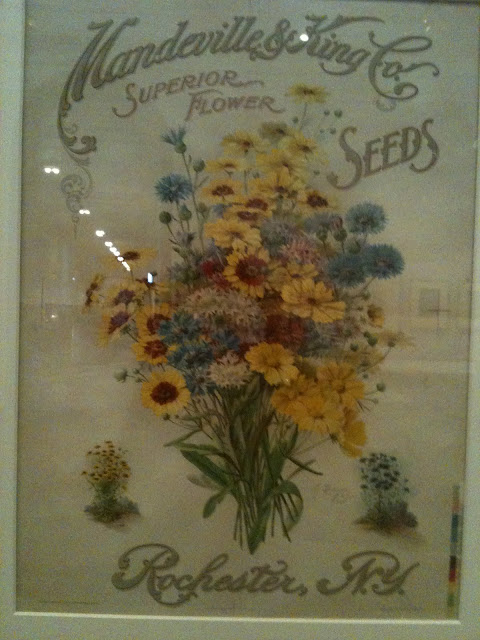 Mandeville & King Co.
Superior
Flower
Seeds
Rochester, N.Y.